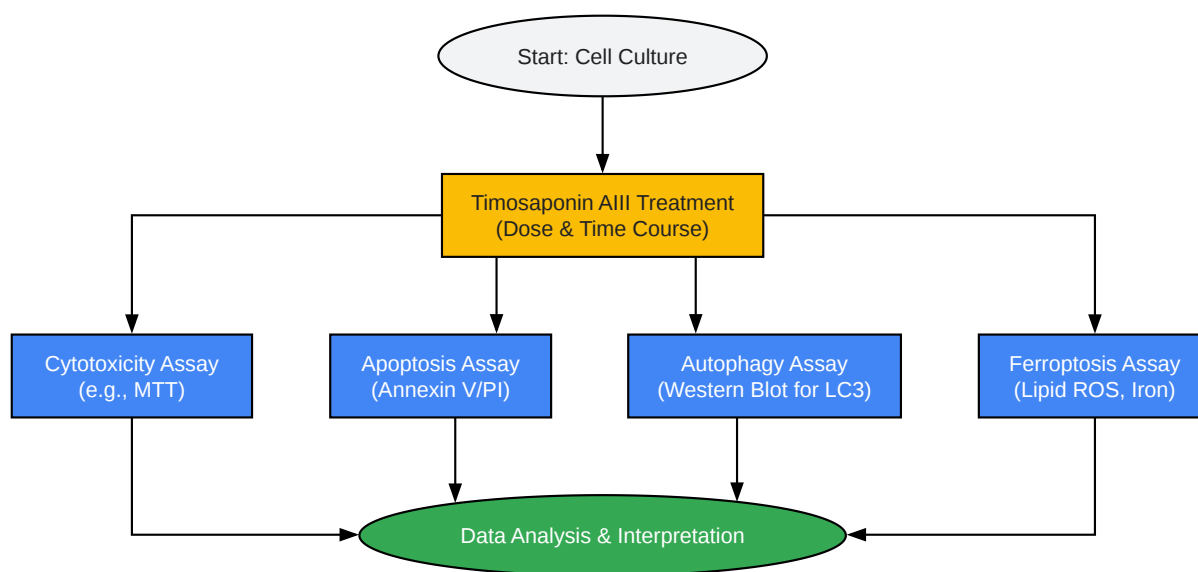 Start: Cell Culture
Timosaponin AIII Treatment
(Dose & Time Course)
Cytotoxicity Assay
(e.g., MTT)
Apoptosis Assay
(Annexin V/PI)
Autophagy Assay
(Western Blot for LC3)
Ferroptosis Assay
(Lipid ROS, Iron)
Data Analysis & Interpretation